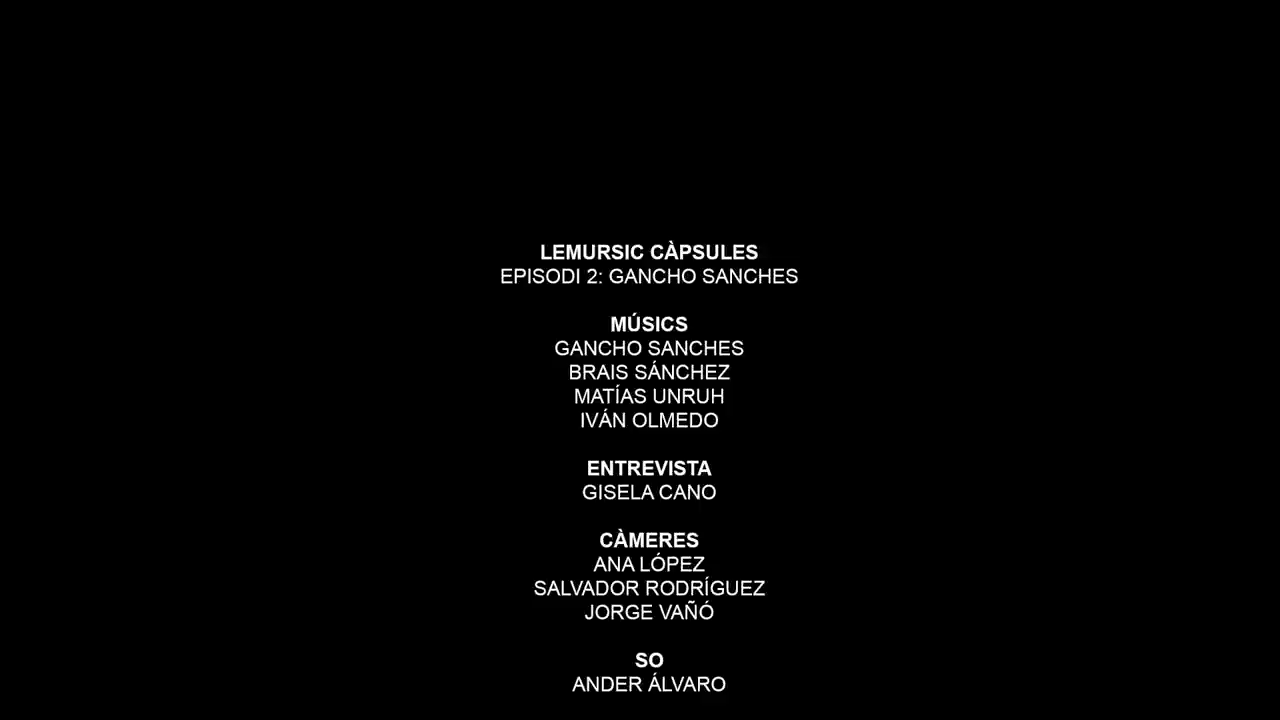 LEMURSIC CÀPSULES
EPISODI 2: GANCHO SANCHES
MÚSICS
GANCHO SANCHES
BRAIS SÁNCHEZ
MATÍAS UNRUH
IVÁN OLMEDO
ENTREVISTA
GISELA CANO
CÀMERES
ANA LÓPEZ
SALVADOR RODRÍGUEZ
JORGE VAÑÓ
SO
ANDER ÁLVARO